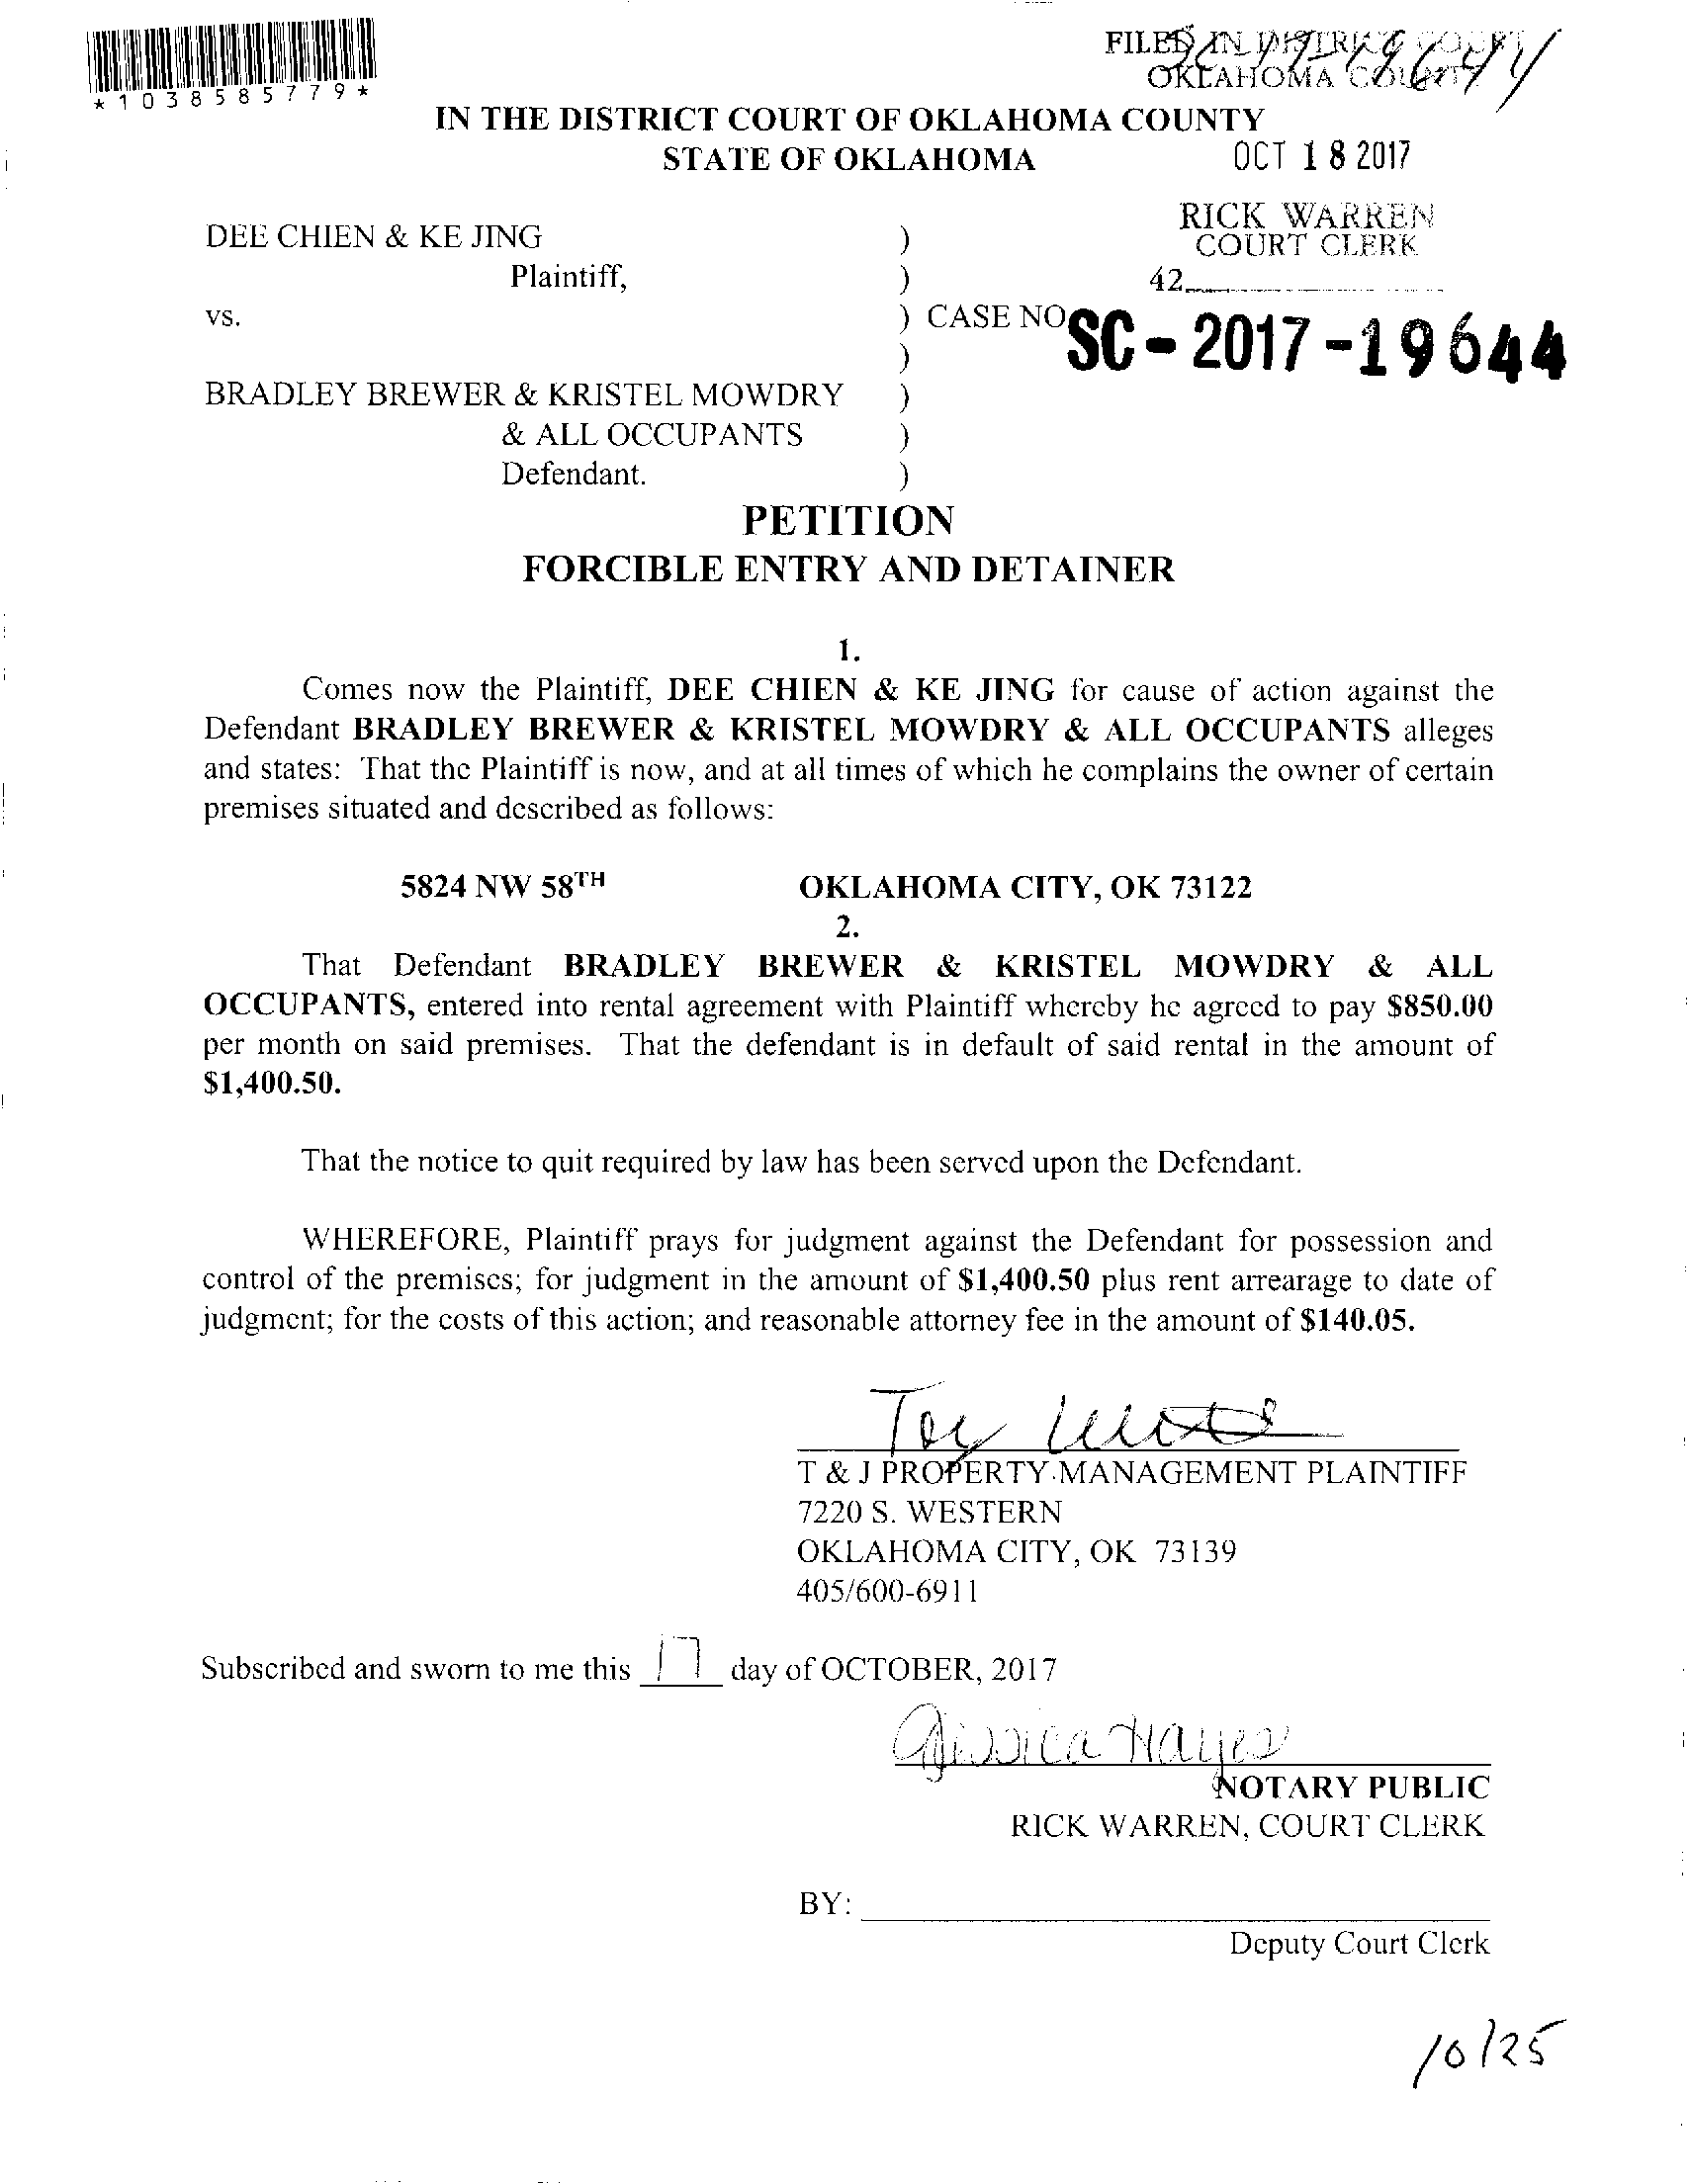 *1038585779*
FILED IN DISTRICT COURT
OKLAHOMA COUNTY
SC-17-19644
IN THE DISTRICT COURT OF OKLAHOMA COUNTY
STATE OF OKLAHOMA
OCT 18 2017
RICK WARREN
COURT CLERK
42
DEE CHIEN & KE JING )
Plaintiff, )
vs. ) CASE NO
SC-2017-19644
)
BRADLEY BREWER & KRISTEL MOWDRY )
& ALL OCCUPANTS )
Defendant. )
PETITION
FORCIBLE ENTRY AND DETAINER
1.
Comes now the Plaintiff, DEE CHIEN & KE JING for cause of action against the
Defendant BRADLEY BREWER & KRISTEL MOWDRY & ALL OCCUPANTS alleges
and states: That the Plaintiff is now, and at all times of which he complains the owner of certain
premises situated and described as follows:
5824 NW 58TH OKLAHOMA CITY, OK 73122
2.
That Defendant BRADLEY BREWER & KRISTEL MOWDRY & ALL
OCCUPANTS, entered into rental agreement with Plaintiff whereby he agreed to pay $850.00
per month on said premises. That the defendant is in default of said rental in the amount of
$1,400.50.
That the notice to quit required by law has been served upon the Defendant.
WHEREFORE, Plaintiff prays for judgment against the Defendant for possession and
control of the premises; for judgment in the amount of $1,400.50 plus rent arrearage to date of
judgment; for the costs of this action; and reasonable attorney fee in the amount of $140.05.
T & J PROPERTY MANAGEMENT PLAINTIFF
7220 S. WESTERN
OKLAHOMA CITY, OK 73139
405/600-6911
Subscribed and sworn to me this 17 day of OCTOBER, 2017
Jessica Hayes
NOTARY PUBLIC
RICK WARREN, COURT CLERK
BY:
Deputy Court Clerk
10/25